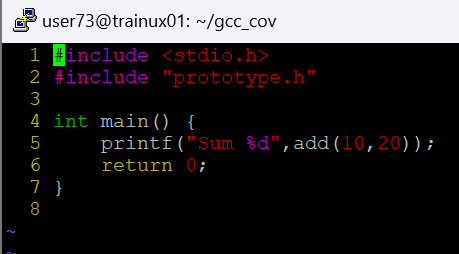 user73@trainux01: ~/gcc_cov
1 #include <stdio.h>
2 #include "prototype.h"
3
4 int main() {
5     printf("Sum %d",add(10,20));
6     return 0;
7 }
8
~
~